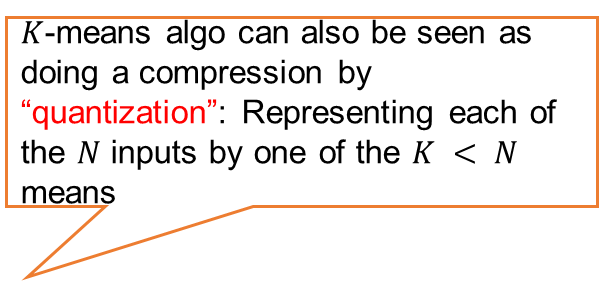 K-means algo can also be seen as
doing a compression by
“quantization”: Representing each of
the N inputs by one of the K < N
means